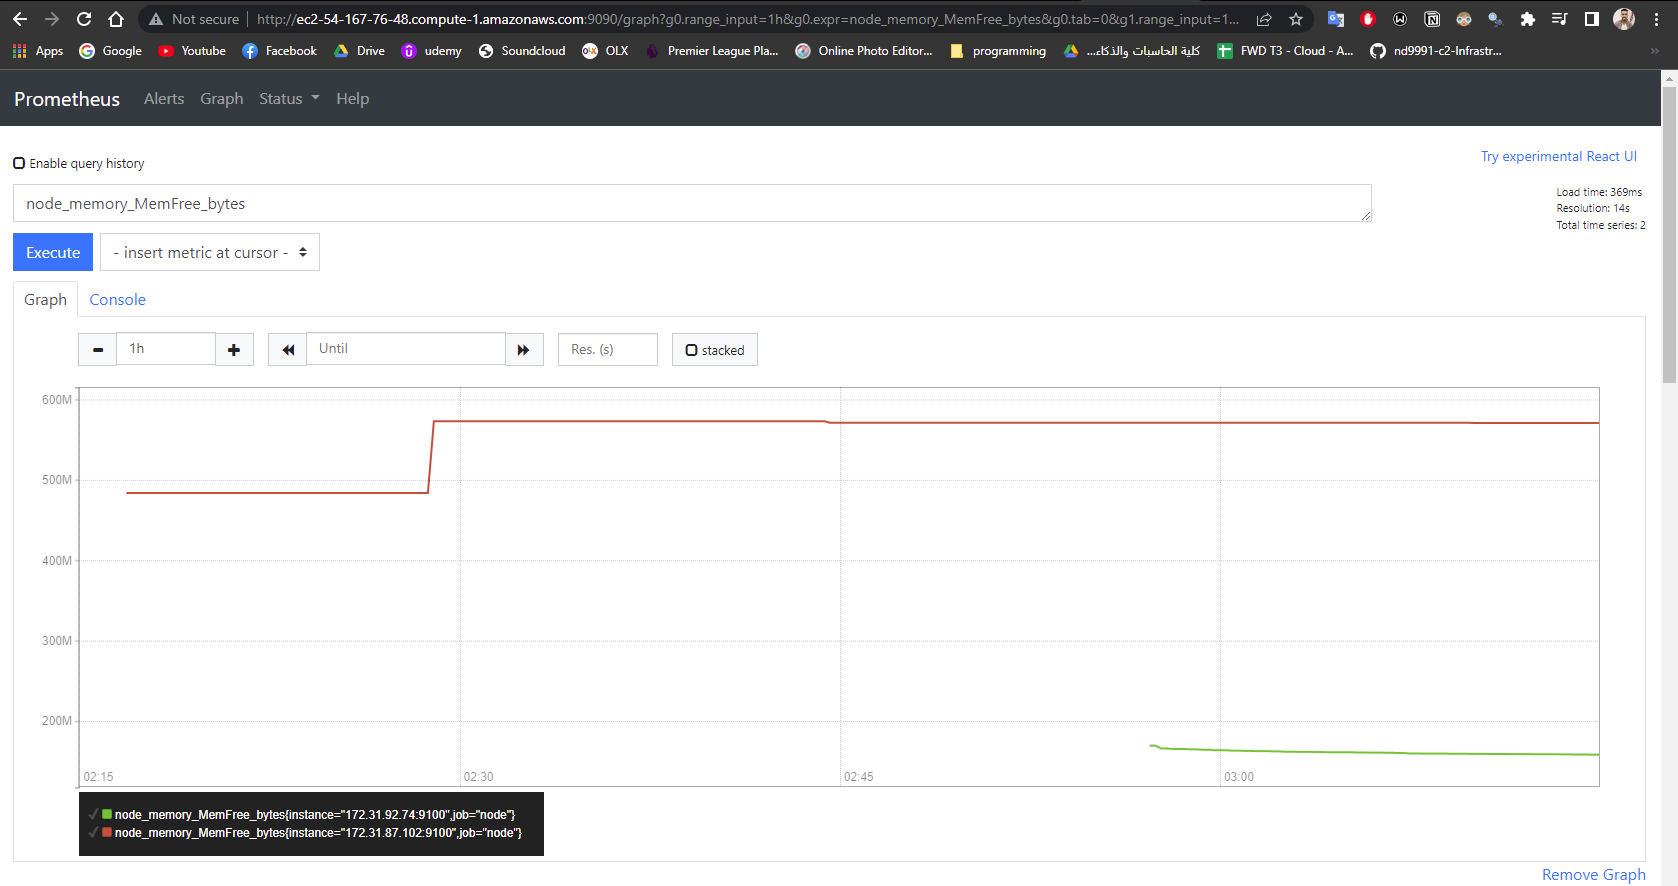 Not secure | http://ec2-54-167-76-48.compute-1.amazonaws.com:9090/graph?g0.range_input=1h&g0.expr=node_memory_MemFree_bytes&g0.tab=0&g1.range_input=1...
Apps Google Youtube Facebook Drive udemy Soundcloud OLX Premier League Pla... Online Photo Editor... programming كلية الحاسبات والذكاء... FWD T3 - Cloud - A... nd9991-c2-Infrastr... »
Prometheus Alerts Graph Status Help
Enable query history
Try experimental React UI
node_memory_MemFree_bytes
Load time: 369ms
Resolution: 14s
Total time series: 2
Execute - insert metric at cursor -
Graph Console
1h Until Res. (s) stacked
600M
500M
400M
300M
200M
02:15 02:30 02:45 03:00
node_memory_MemFree_bytes{instance="172.31.92.74:9100",job="node"}
node_memory_MemFree_bytes{instance="172.31.87.102:9100",job="node"}
Remove Graph